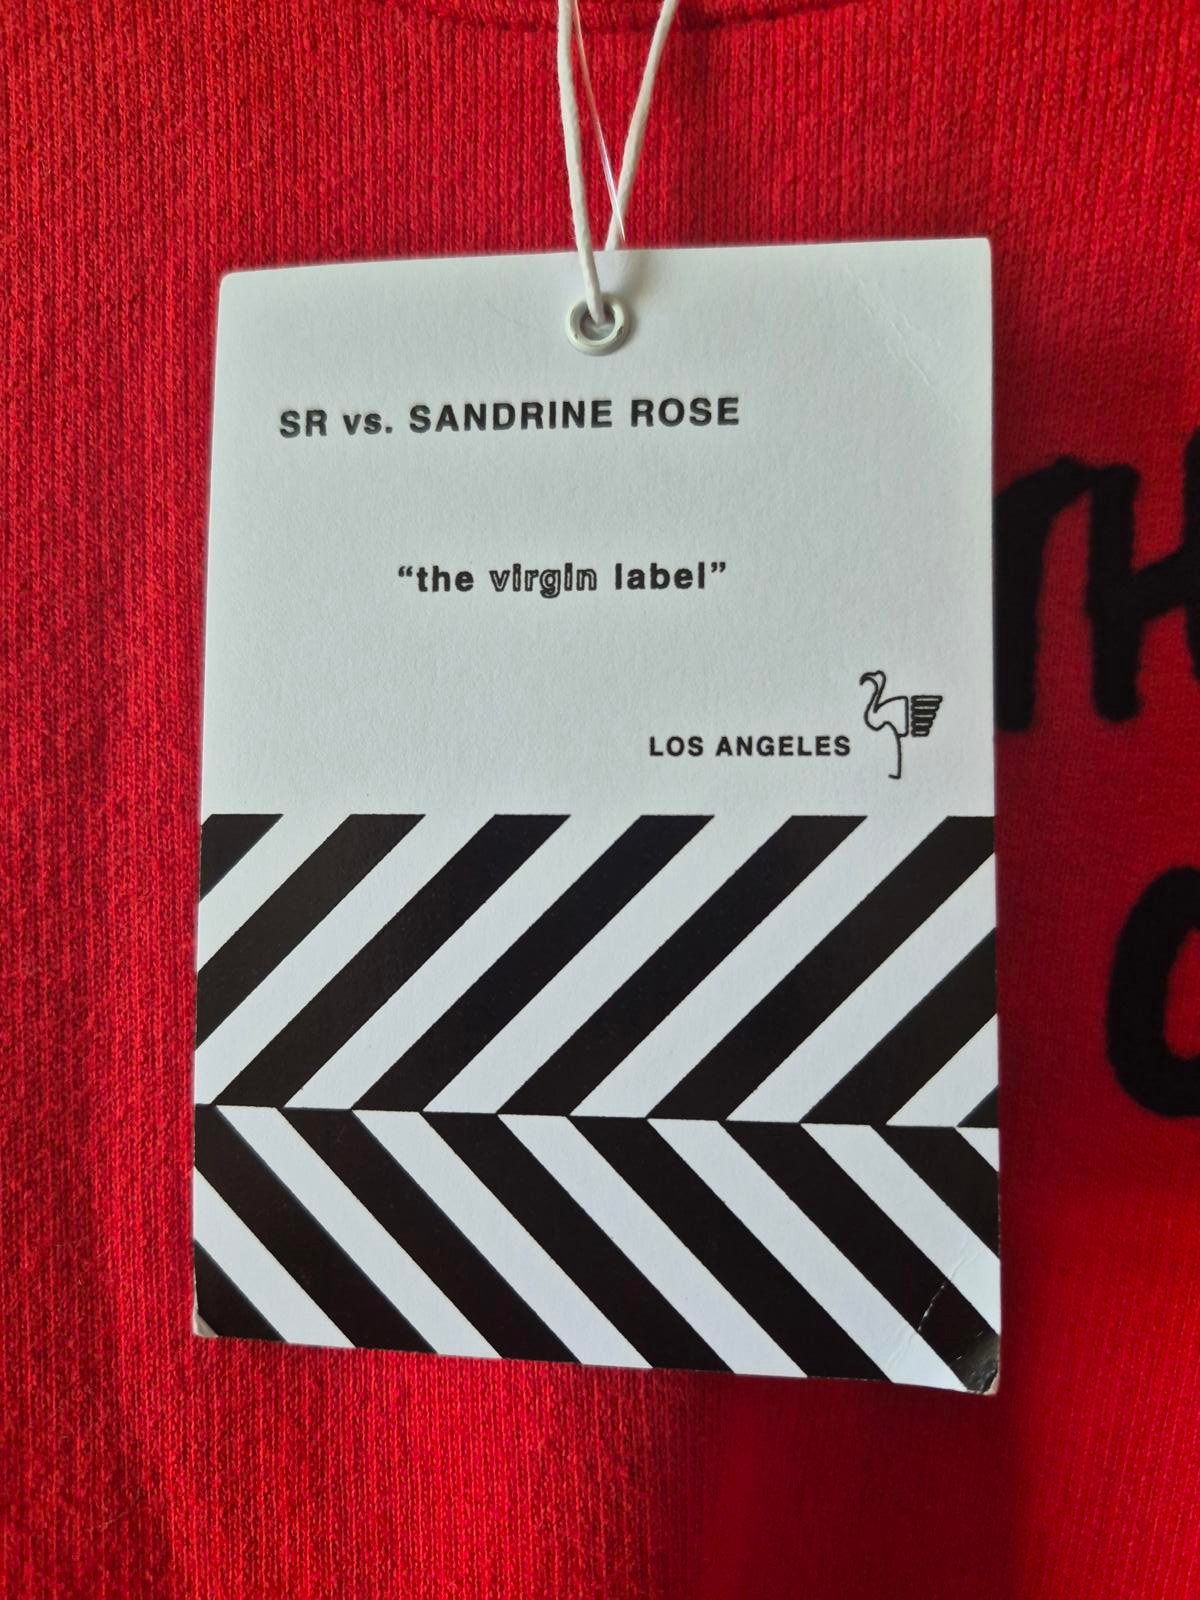 SR vs. SANDRINE ROSE
“the virgin label”
LOS ANGELES